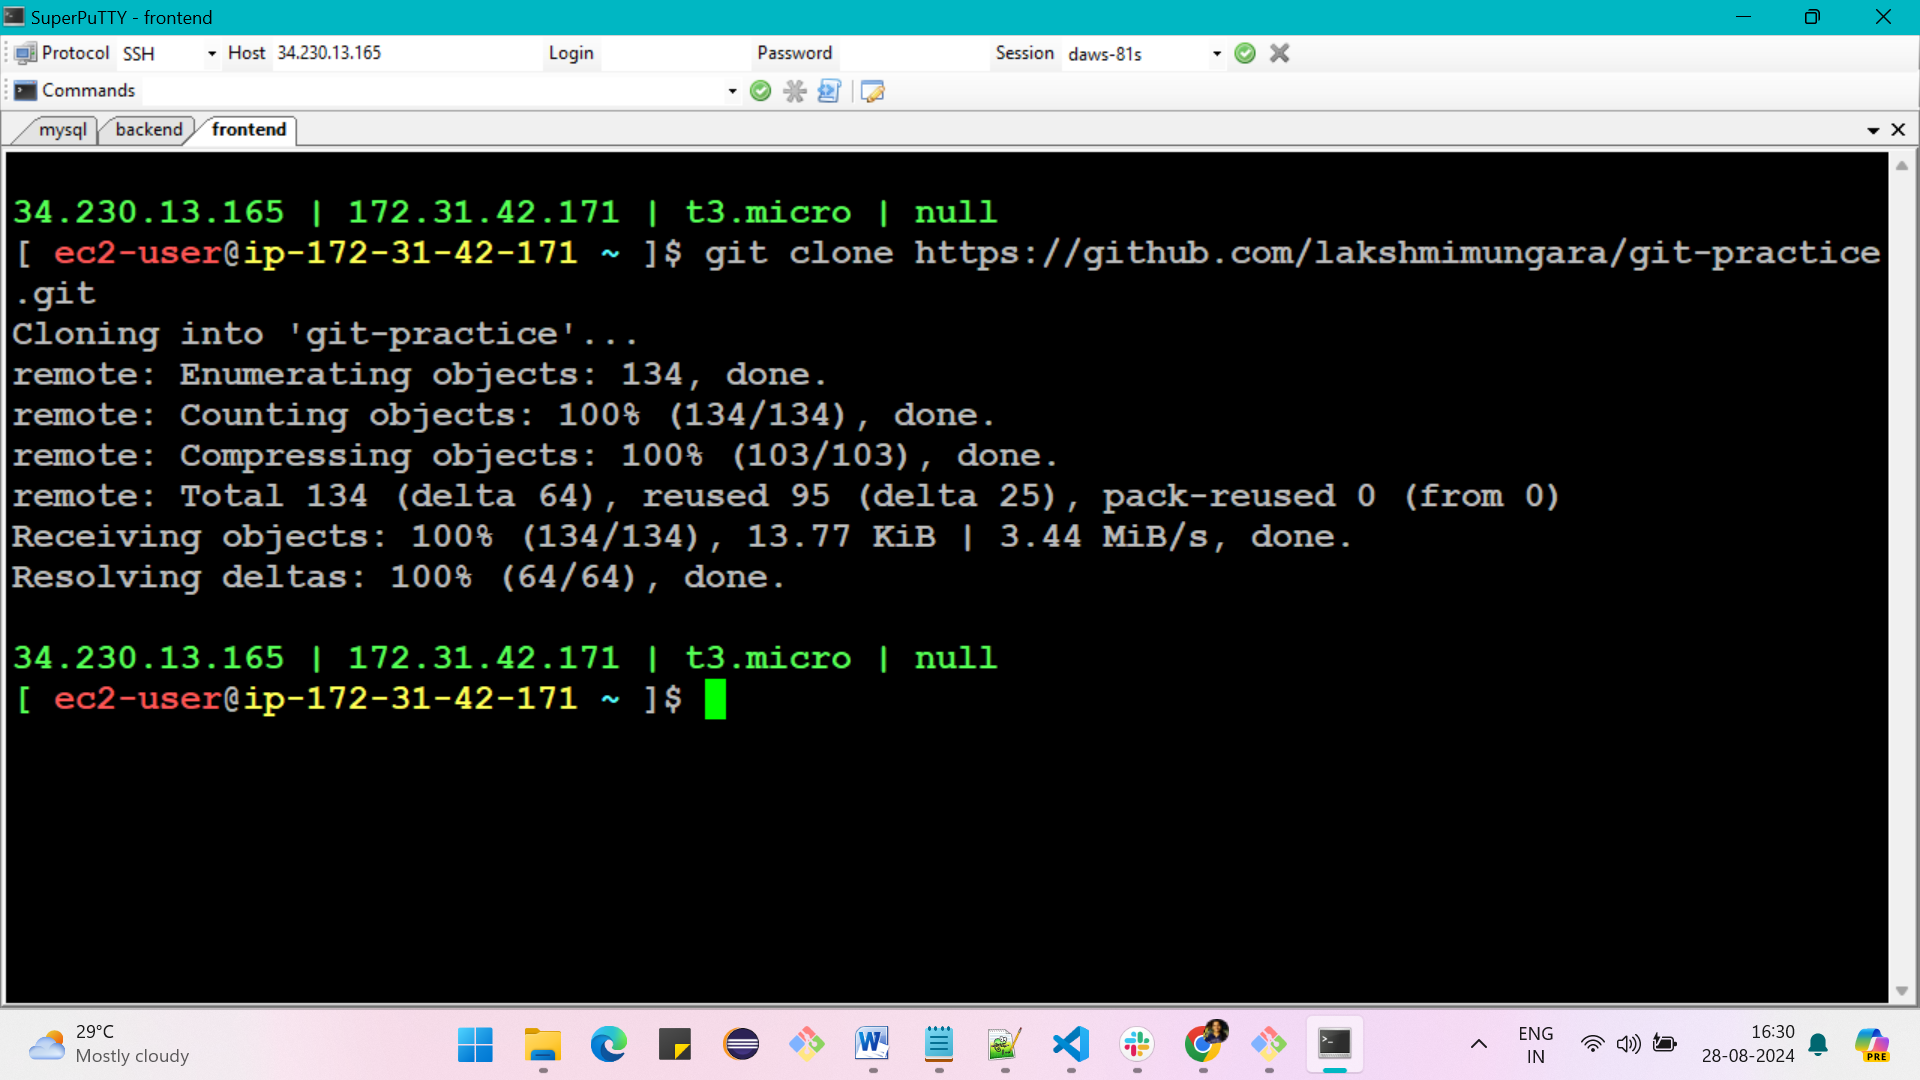 SuperPuTTY - frontend
Protocol SSH Host 34.230.13.165 Login Password Session daws-81s
Commands
mysql backend frontend
34.230.13.165 | 172.31.42.171 | t3.micro | null
[ ec2-user@ip-172-31-42-171 ~ ]$ git clone https://github.com/lakshmimungara/git-practice
.git
Cloning into 'git-practice'...
remote: Enumerating objects: 134, done.
remote: Counting objects: 100% (134/134), done.
remote: Compressing objects: 100% (103/103), done.
remote: Total 134 (delta 64), reused 95 (delta 25), pack-reused 0 (from 0)
Receiving objects: 100% (134/134), 13.77 KiB | 3.44 MiB/s, done.
Resolving deltas: 100% (64/64), done.
34.230.13.165 | 172.31.42.171 | t3.micro | null
[ ec2-user@ip-172-31-42-171 ~ ]$
29°C
Mostly cloudy
ENG
IN
16:30
28-08-2024
PRE